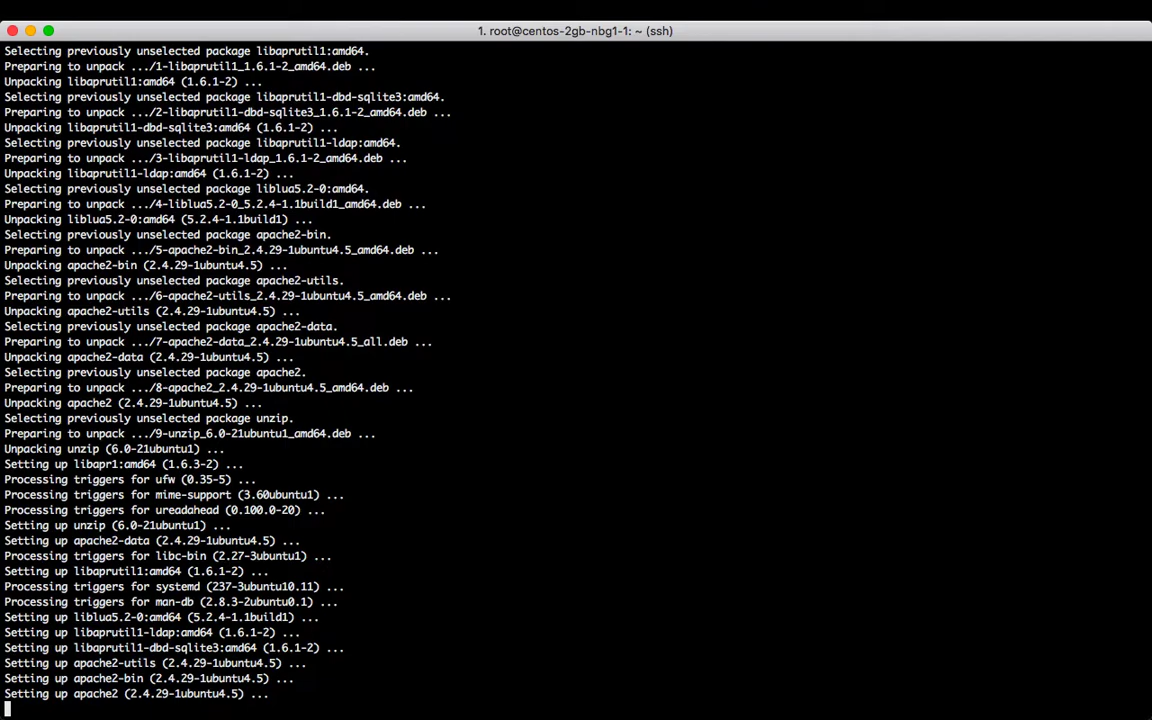 1. root@centos-2gb-nbg1-1: ~ (ssh)
Selecting previously unselected package libaprutil1:amd64.
Preparing to unpack .../1-libaprutil1_1.6.1-2_amd64.deb ...
Unpacking libaprutil1:amd64 (1.6.1-2) ...
Selecting previously unselected package libaprutil1-dbd-sqlite3:amd64.
Preparing to unpack .../2-libaprutil1-dbd-sqlite3_1.6.1-2_amd64.deb ...
Unpacking libaprutil1-dbd-sqlite3:amd64 (1.6.1-2) ...
Selecting previously unselected package libaprutil1-ldap:amd64.
Preparing to unpack .../3-libaprutil1-ldap_1.6.1-2_amd64.deb ...
Unpacking libaprutil1-ldap:amd64 (1.6.1-2) ...
Selecting previously unselected package liblua5.2-0:amd64.
Preparing to unpack .../4-liblua5.2-0_5.2.4-1.1build1_amd64.deb ...
Unpacking liblua5.2-0:amd64 (5.2.4-1.1build1) ...
Selecting previously unselected package apache2-bin.
Preparing to unpack .../5-apache2-bin_2.4.29-1ubuntu4.5_amd64.deb ...
Unpacking apache2-bin (2.4.29-1ubuntu4.5) ...
Selecting previously unselected package apache2-utils.
Preparing to unpack .../6-apache2-utils_2.4.29-1ubuntu4.5_amd64.deb ...
Unpacking apache2-utils (2.4.29-1ubuntu4.5) ...
Selecting previously unselected package apache2-data.
Preparing to unpack .../7-apache2-data_2.4.29-1ubuntu4.5_all.deb ...
Unpacking apache2-data (2.4.29-1ubuntu4.5) ...
Selecting previously unselected package apache2.
Preparing to unpack .../8-apache2_2.4.29-1ubuntu4.5_amd64.deb ...
Unpacking apache2 (2.4.29-1ubuntu4.5) ...
Selecting previously unselected package unzip.
Preparing to unpack .../9-unzip_6.0-21ubuntu1_amd64.deb ...
Unpacking unzip (6.0-21ubuntu1) ...
Setting up libapr1:amd64 (1.6.3-2) ...
Processing triggers for ufw (0.35-5) ...
Processing triggers for mime-support (3.60ubuntu1) ...
Processing triggers for ureadahead (0.100.0-20) ...
Setting up unzip (6.0-21ubuntu1) ...
Setting up apache2-data (2.4.29-1ubuntu4.5) ...
Processing triggers for libc-bin (2.27-3ubuntu1) ...
Setting up libaprutil1:amd64 (1.6.1-2) ...
Processing triggers for systemd (237-3ubuntu10.11) ...
Processing triggers for man-db (2.8.3-2ubuntu0.1) ...
Setting up liblua5.2-0:amd64 (5.2.4-1.1build1) ...
Setting up libaprutil1-ldap:amd64 (1.6.1-2) ...
Setting up libaprutil1-dbd-sqlite3:amd64 (1.6.1-2) ...
Setting up apache2-utils (2.4.29-1ubuntu4.5) ...
Setting up apache2-bin (2.4.29-1ubuntu4.5) ...
Setting up apache2 (2.4.29-1ubuntu4.5) ...